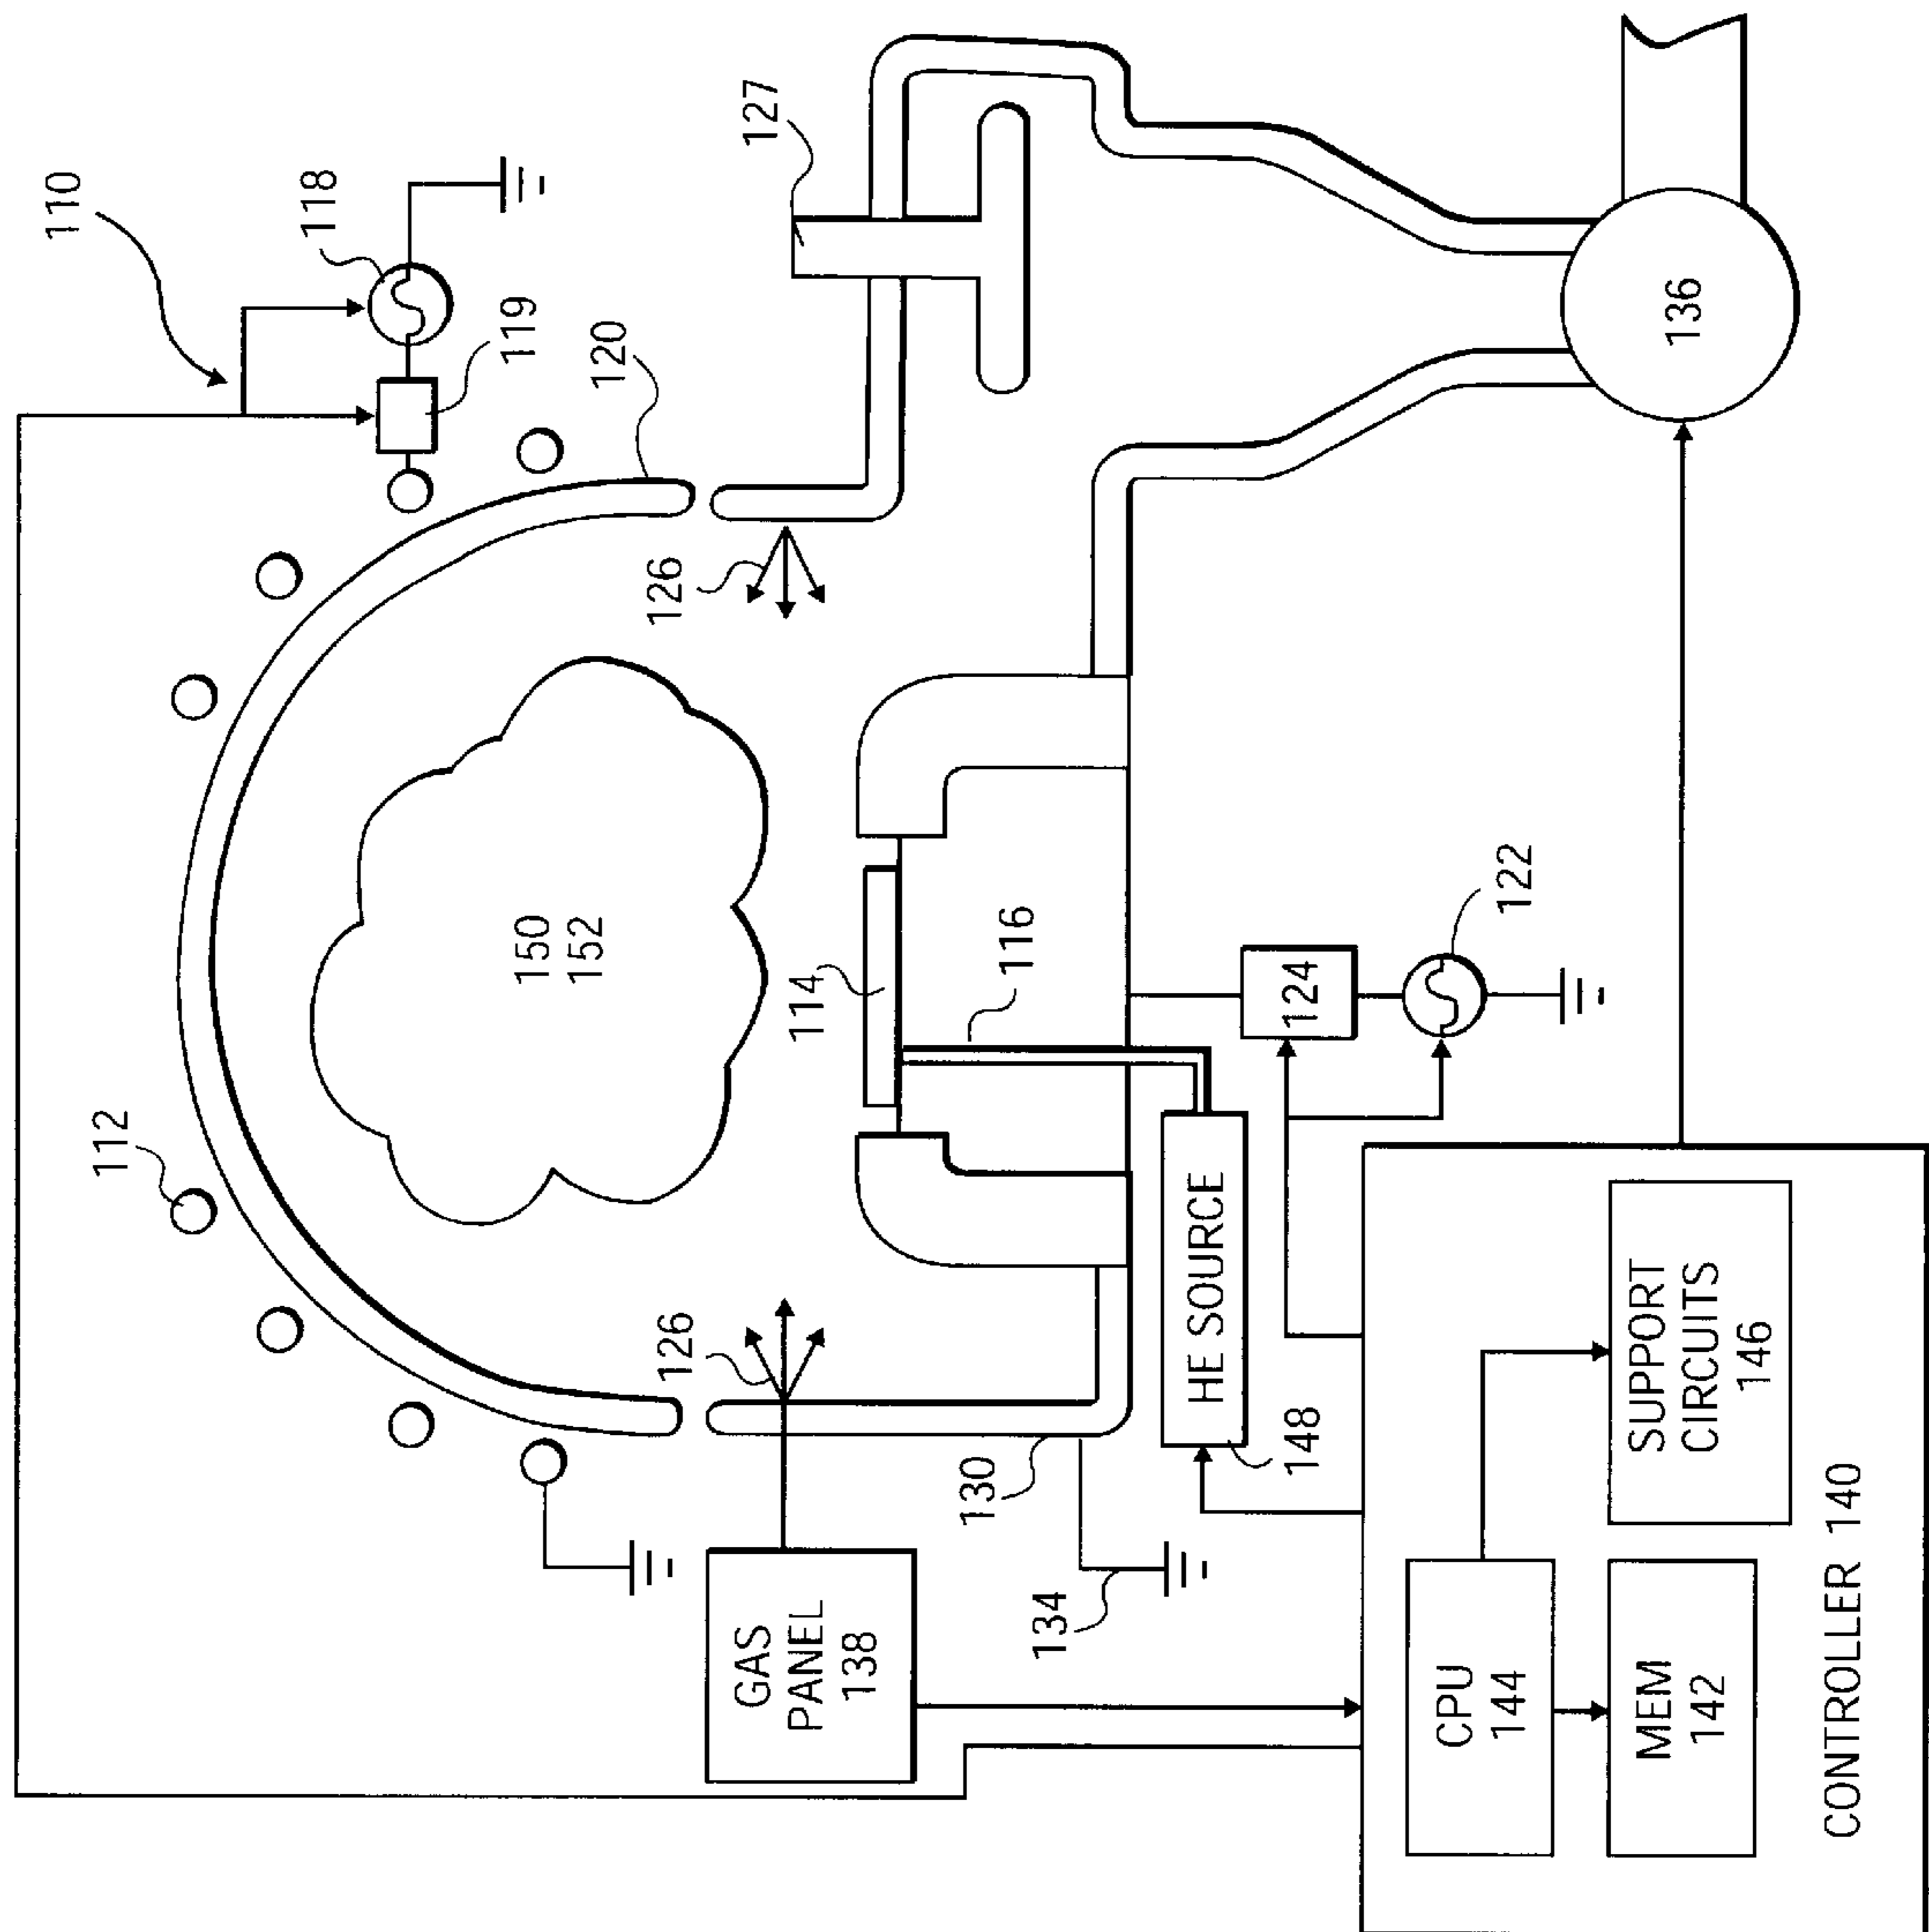 110
118
119
120
127
126
112
150
152
114
116
136
126
122
124
130
134
148
HE SOURCE
GAS
PANEL
138
CPU
144
MEM
142
SUPPORT
CIRCUITS
146
CONTROLLER 140